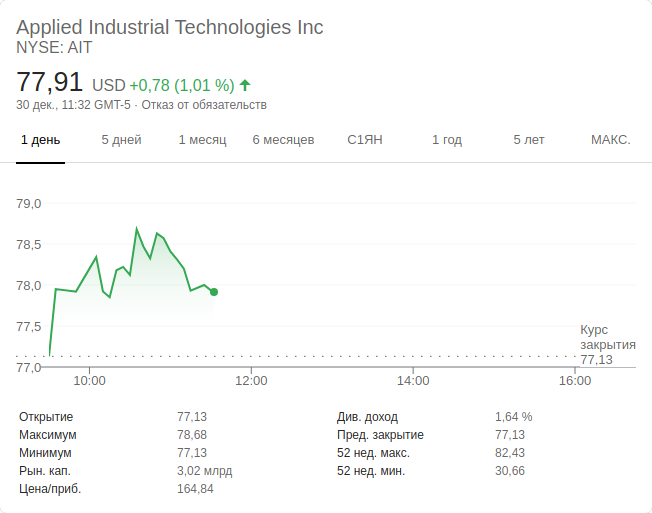 Applied Industrial Technologies Inc
NYSE: AIT
77,91 USD +0,78 (1,01 %)
30 дек., 11:32 GMT-5 · Отказ от обязательств
1 день 5 дней 1 месяц 6 месяцев С1ЯН 1 год 5 лет МАКС.
79,0
78,5
78,0
77,5
77,0
Курс
закрытия
77,13
10:00 12:00 14:00 16:00
Открытие 77,13 Див. доход 1,64 %
Максимум 78,68 Пред. закрытие 77,13
Минимум 77,13 52 нед. макс. 82,43
Рын. кап. 3,02 млрд 52 нед. мин. 30,66
Цена/приб. 164,84